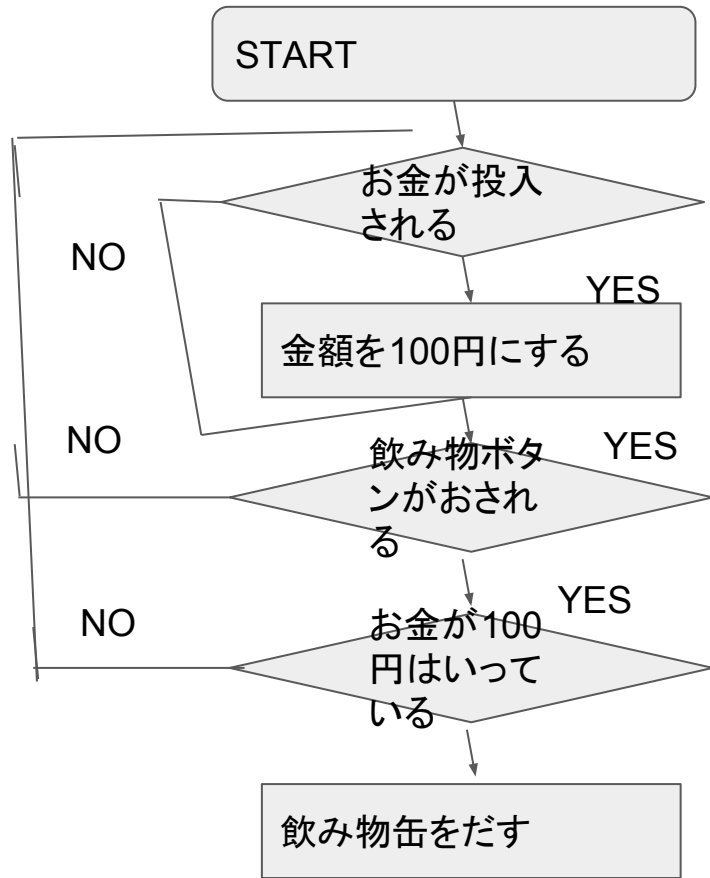 START
お金が投入
される
NO
YES
金額を100円にする
NO
飲み物ボタ
ンがおされ
る
YES
NO
お金が100
円はいって
いる
YES
飲み物缶をだす